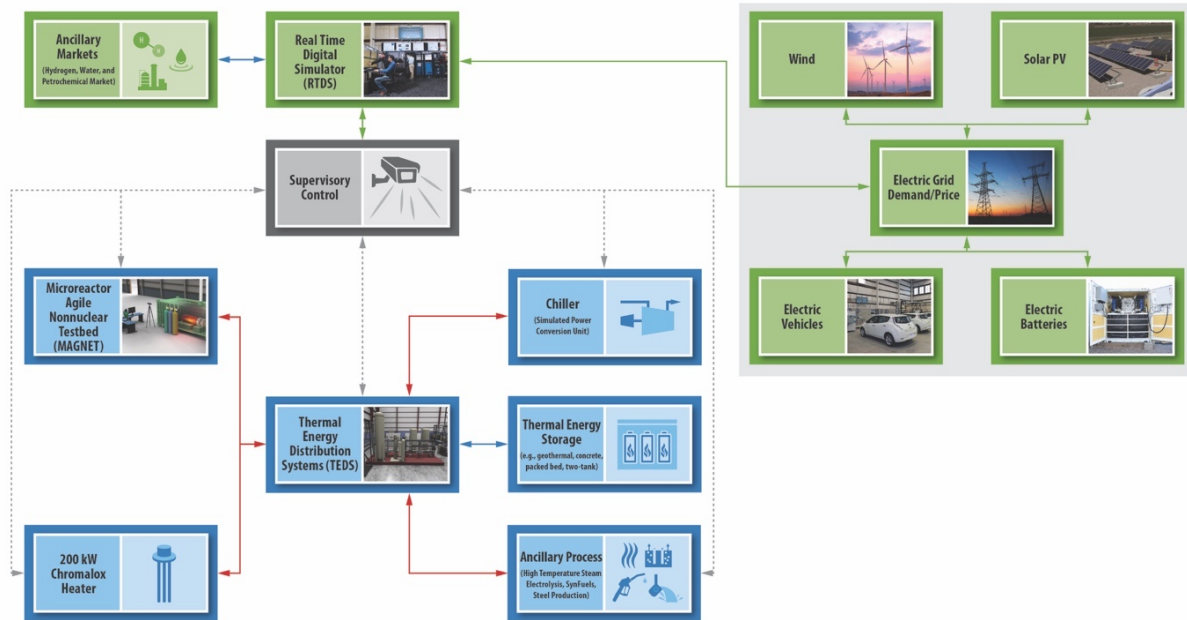 Ancillary
Markets
(Hydrogen, Water, and
Petrochemical Market)
H
H
Real Time
Digital
Simulator
(RTDS)
Wind
Solar PV
Supervisory
Control
Electric Grid
Demand/Price
Microreactor
Agile
Nonnuclear
Testbed
(MAGNET)
Chiller
(Simulated Power
Conversion Unit)
Electric
Vehicles
Electric
Batteries
Thermal
Energy
Distribution
Systems (TEDS)
Thermal Energy
Storage
(e.g., geothermal, concrete,
packed bed, two-tank)
200 kW
Chromalox
Heater
Ancillary Process
(High Temperature Steam
Electrolysis, SynFuels,
Steel Production)